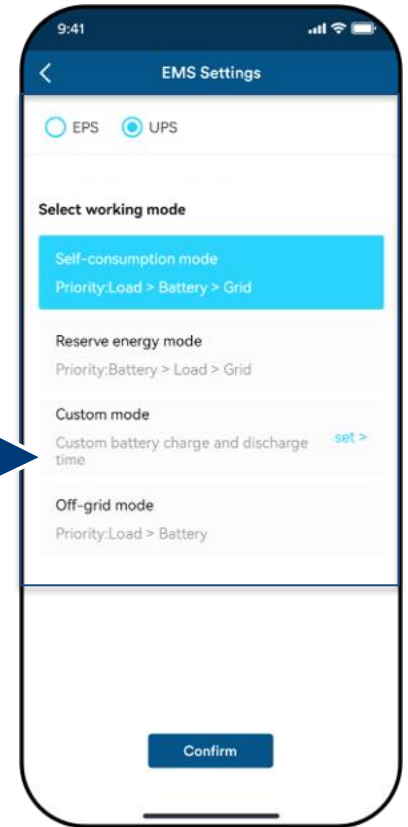 9:41
EMS Settings
EPS UPS
Select working mode
Self-consumption mode
Priority:Load > Battery > Grid
Reserve energy mode
Priority:Battery > Load > Grid
Custom mode
Custom battery charge and discharge
time
set >
Off-grid mode
Priority:Load > Battery
Confirm